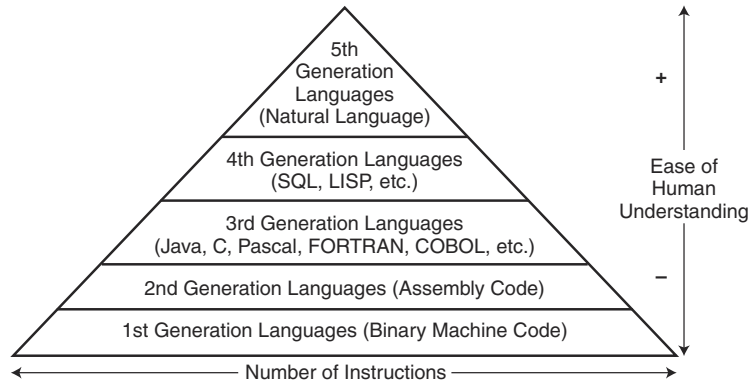 5th
Generation
Languages
(Natural Language)
+
4th Generation Languages
(SQL, LISP, etc.)
Ease of
Human
Understanding
3rd Generation Languages
(Java, C, Pascal, FORTRAN, COBOL, etc.)
–
2nd Generation Languages (Assembly Code)
1st Generation Languages (Binary Machine Code)
Number of Instructions